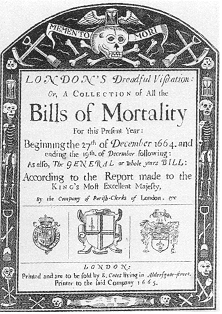 MEMENTO MORI
LONDON'S Dreadful Visitation:
Or, A COLLECTION of All the
Bills of Mortality
For this Present Year:
Beginning the 27th of December 1664. and
ending the 19th. of December following:
As also, The GENERAL or Whole years BILL:
According to the Report made to the
KING'S Most Excellent Majesty,
By the Company of Parish-Clerks of London, &c
LONDON:
Printed and are to be sold by E. Cotes living in Aldersgate-street,
Printer to the said Company 1665.